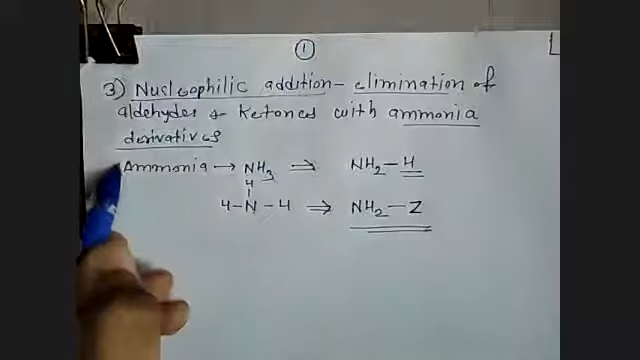 1
3) Nucleophilic addition- elimination of
aldehydes & Ketones with ammonia
derivatives
Ammonia → NH3 ⇒ NH2-H
H
H-N-H ⇒ NH2-Z